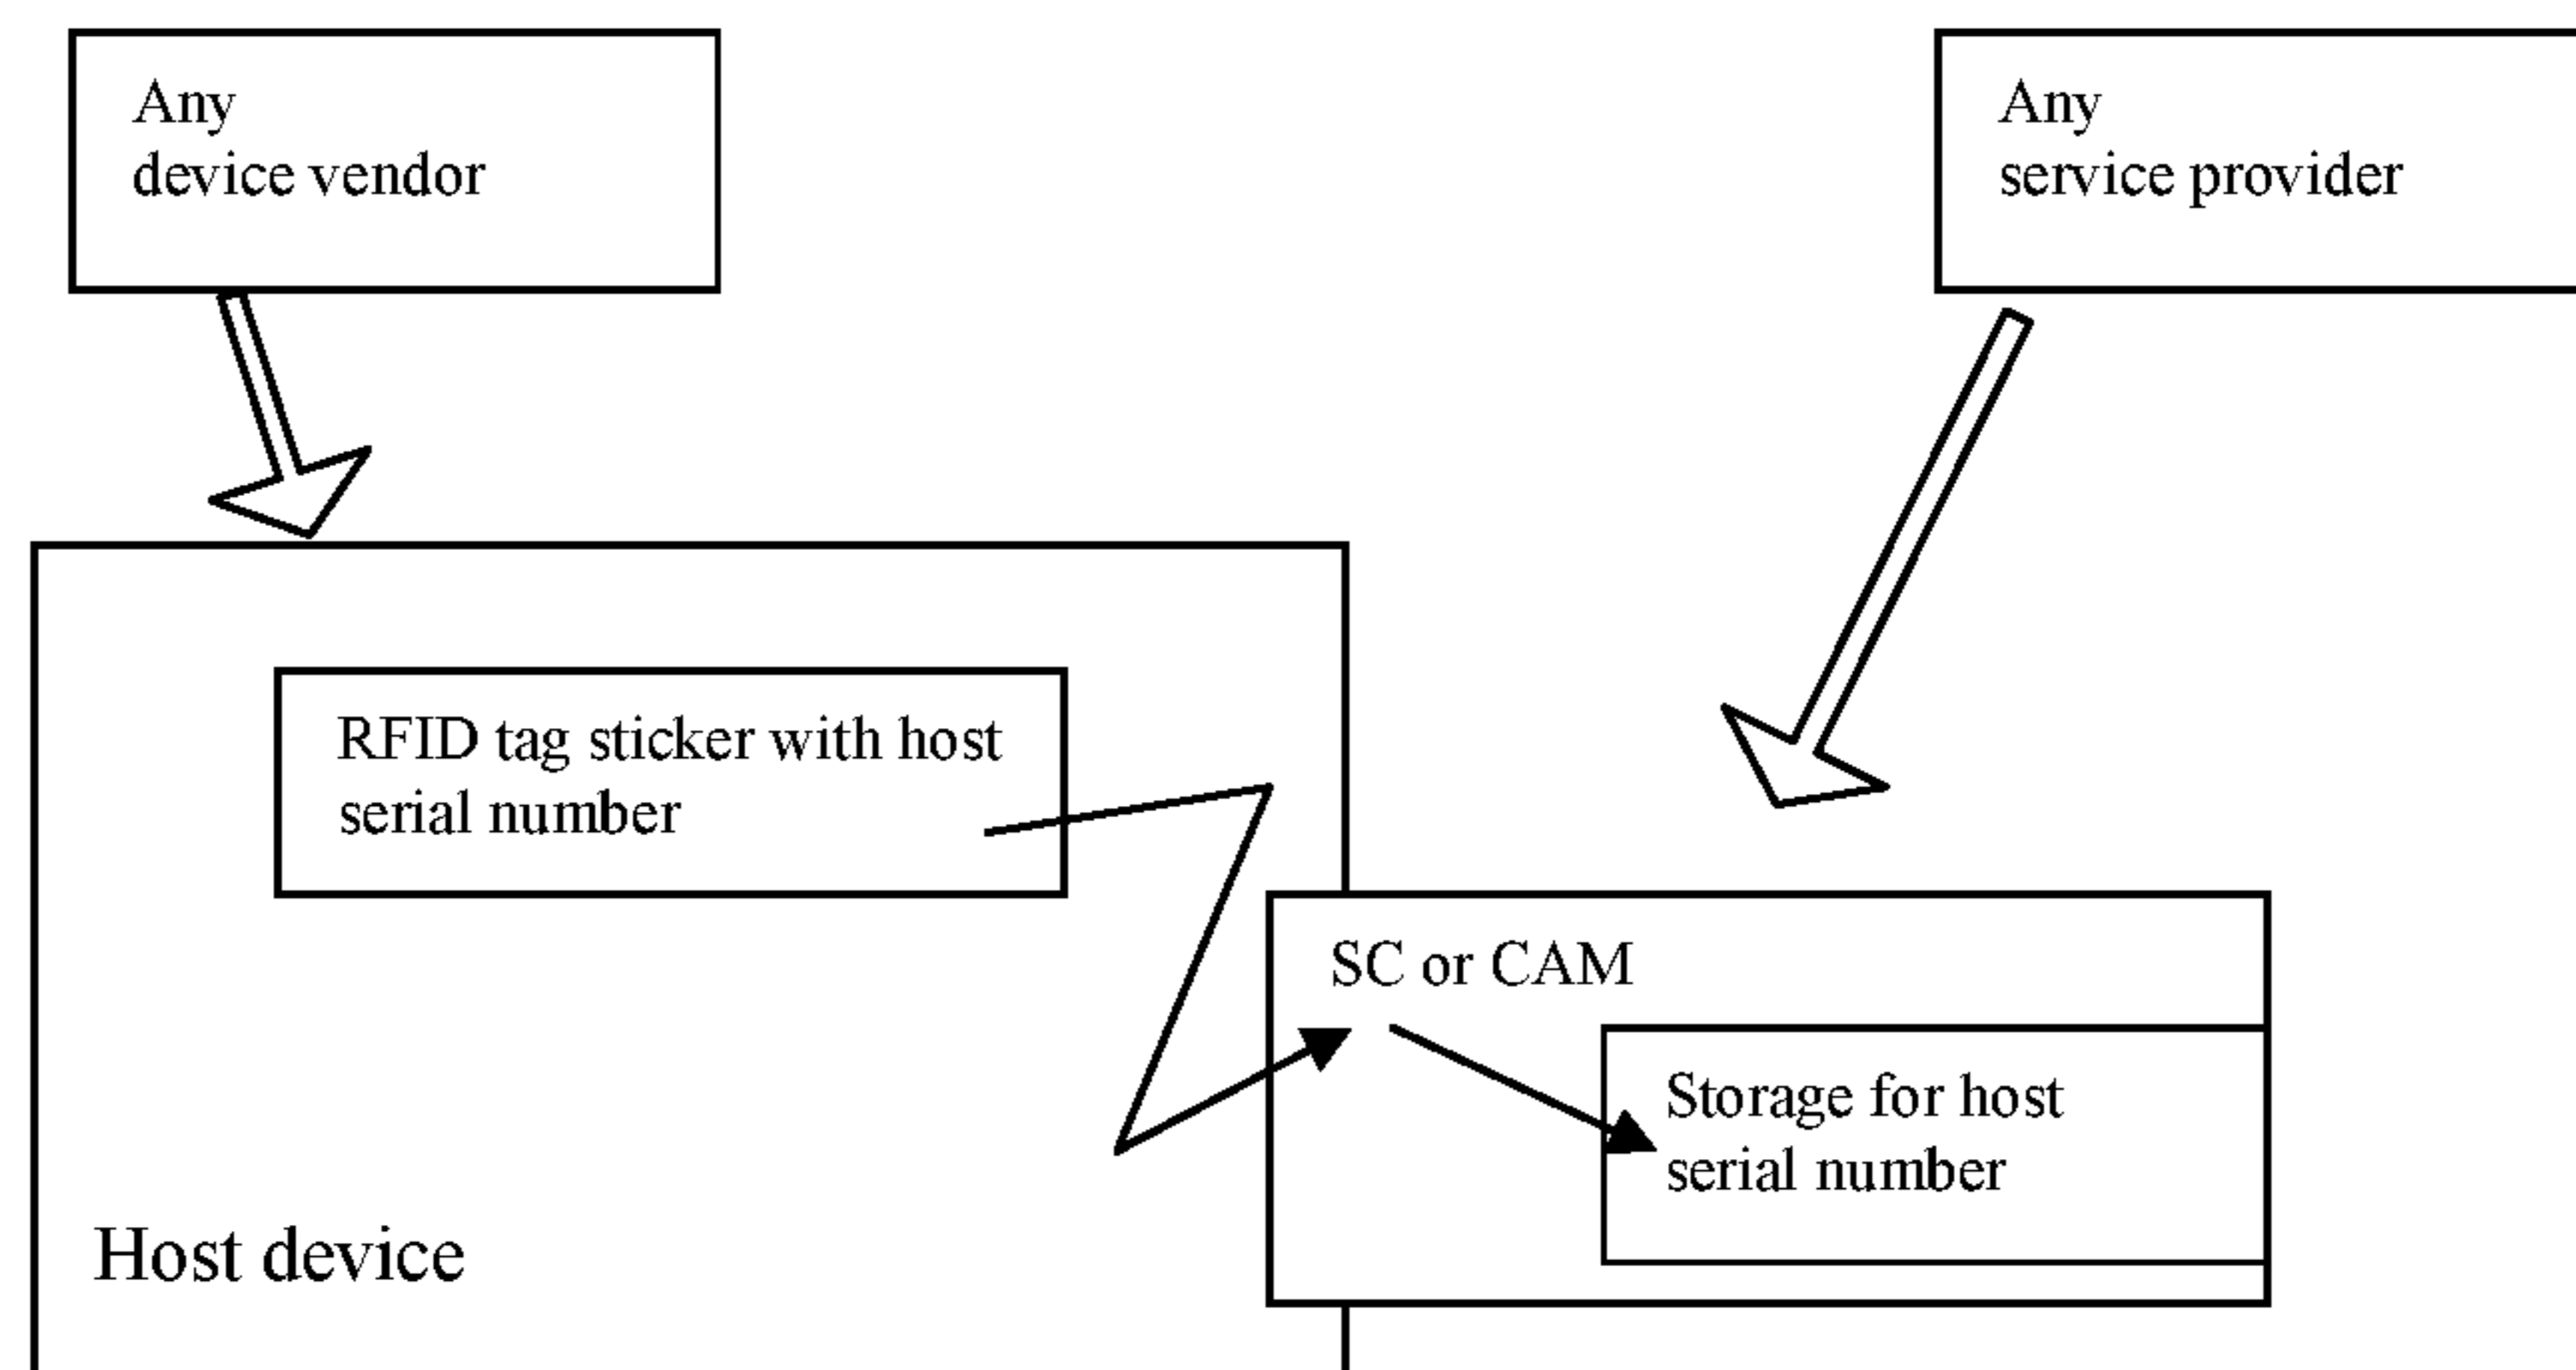 Any
device vendor
Any
service provider
RFID tag sticker with host
serial number
SC or CAM
Storage for host
serial number
Host device